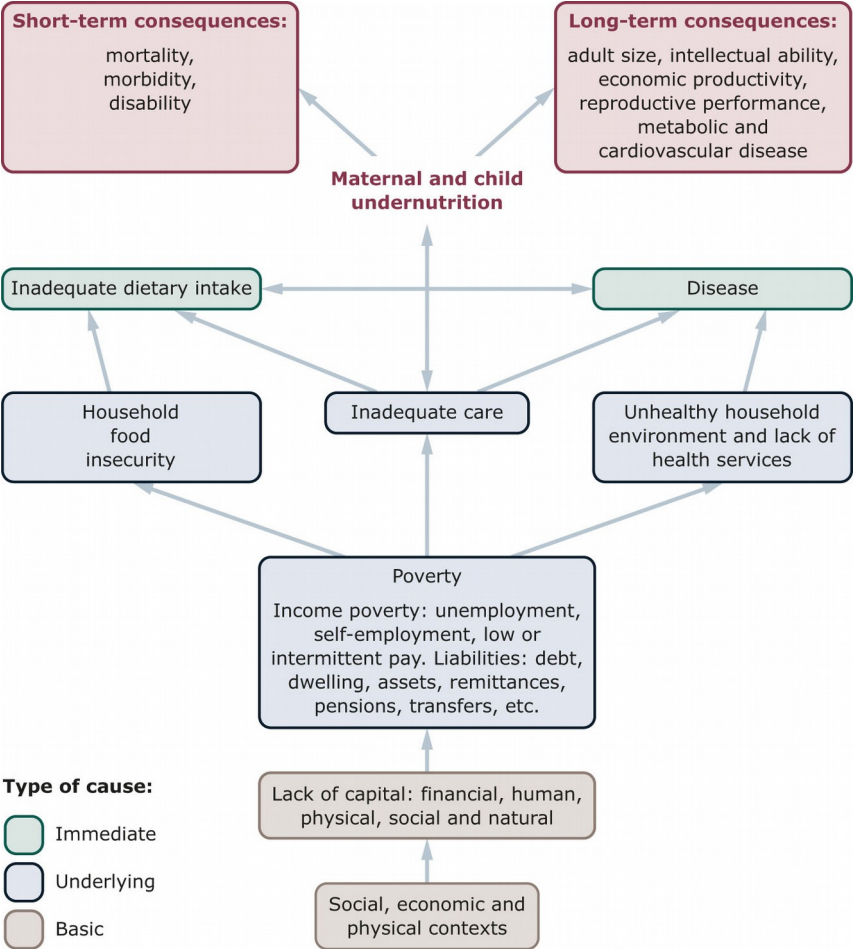 Short-term consequences:
mortality,
morbidity,
disability
Long-term consequences:
adult size, intellectual ability,
economic productivity,
reproductive performance,
metabolic and
cardiovascular disease
Maternal and child
undernutrition
Inadequate dietary intake
Disease
Household
food
insecurity
Inadequate care
Unhealthy household
environment and lack of
health services
Poverty
Income poverty: unemployment,
self-employment, low or
intermittent pay. Liabilities: debt,
dwelling, assets, remittances,
pensions, transfers, etc.
Lack of capital: financial, human,
physical, social and natural
Social, economic and
physical contexts
Type of cause:
Immediate
Underlying
Basic